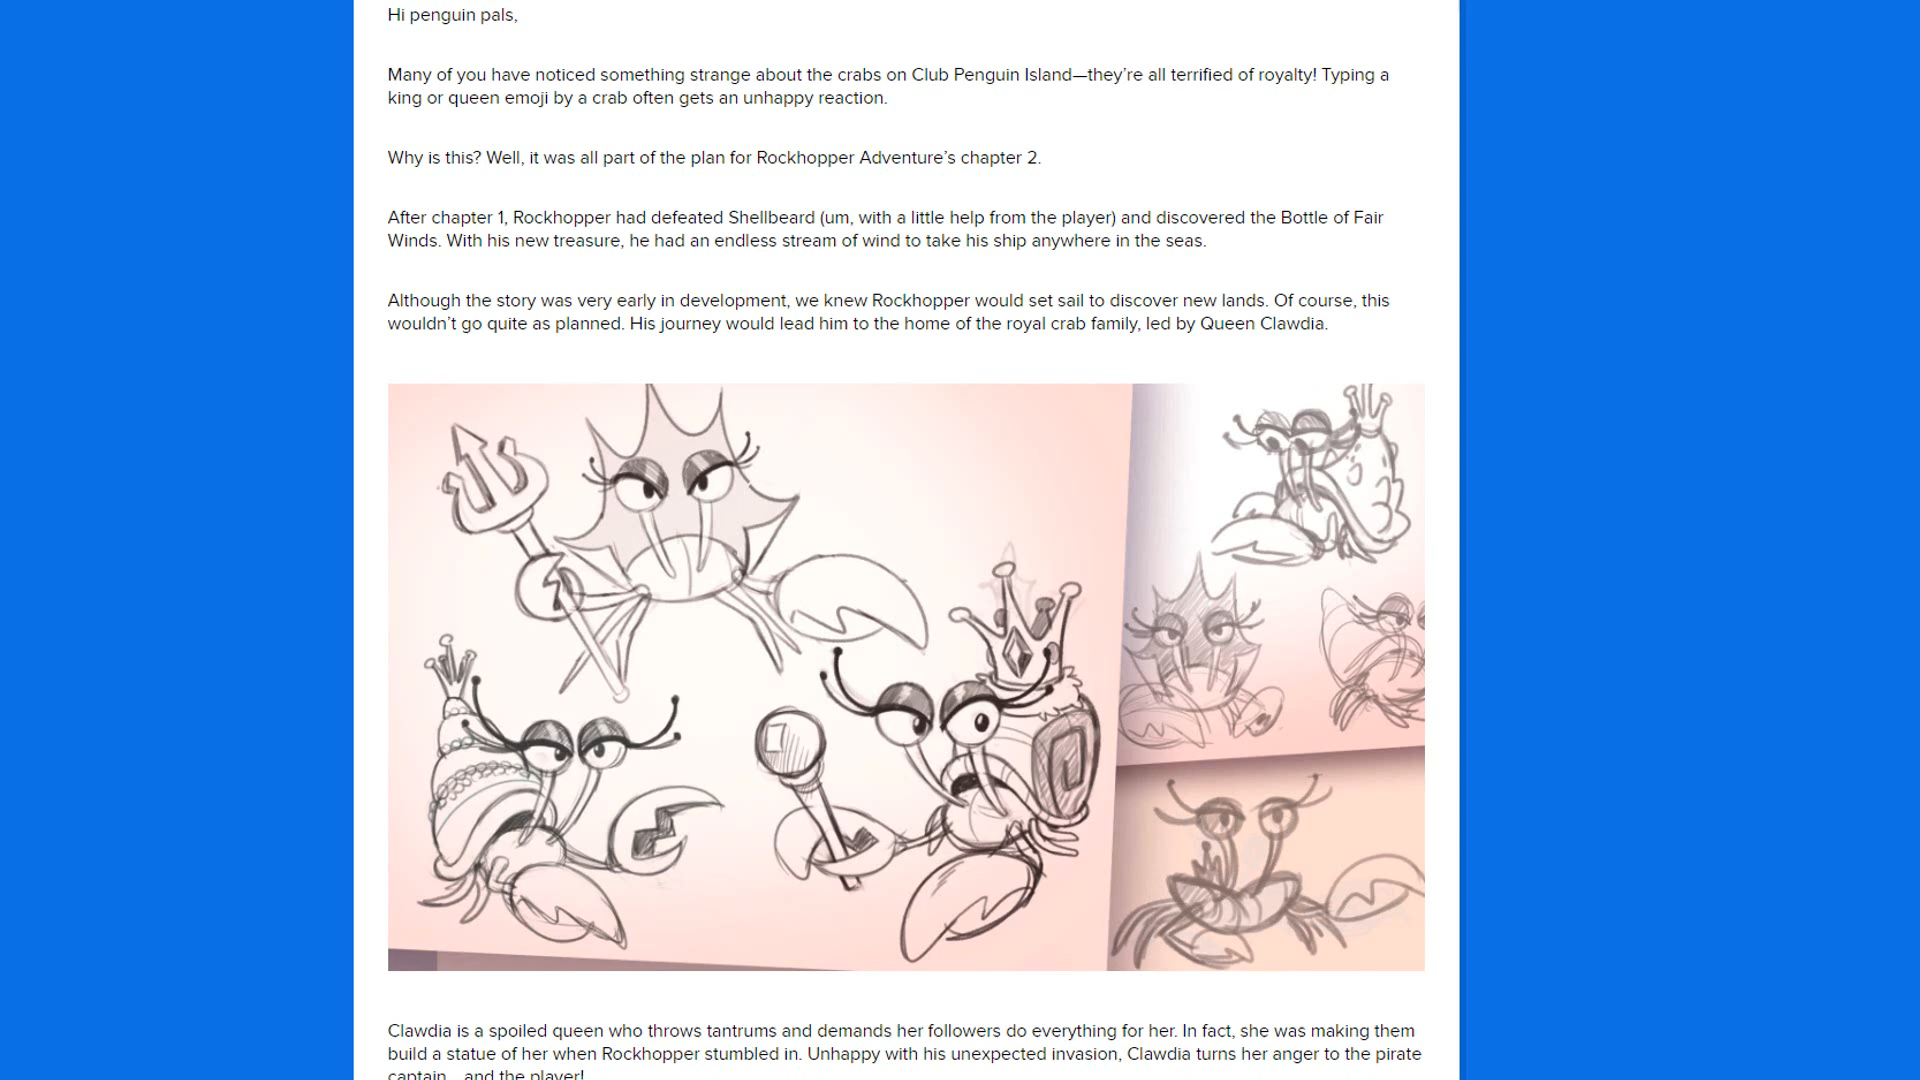 Hi penguin pals,
Many of you have noticed something strange about the crabs on Club Penguin Island—they’re all terrified of royalty! Typing a
king or queen emoji by a crab often gets an unhappy reaction.
Why is this? Well, it was all part of the plan for Rockhopper Adventure’s chapter 2.
After chapter 1, Rockhopper had defeated Shellbeard (um, with a little help from the player) and discovered the Bottle of Fair
Winds. With his new treasure, he had an endless stream of wind to take his ship anywhere in the seas.
Although the story was very early in development, we knew Rockhopper would set sail to discover new lands. Of course, this
wouldn’t go quite as planned. His journey would lead him to the home of the royal crab family, led by Queen Clawdia.
Clawdia is a spoiled queen who throws tantrums and demands her followers do everything for her. In fact, she was making them
build a statue of her when Rockhopper stumbled in. Unhappy with his unexpected invasion, Clawdia turns her anger to the pirate
captain... and the player!